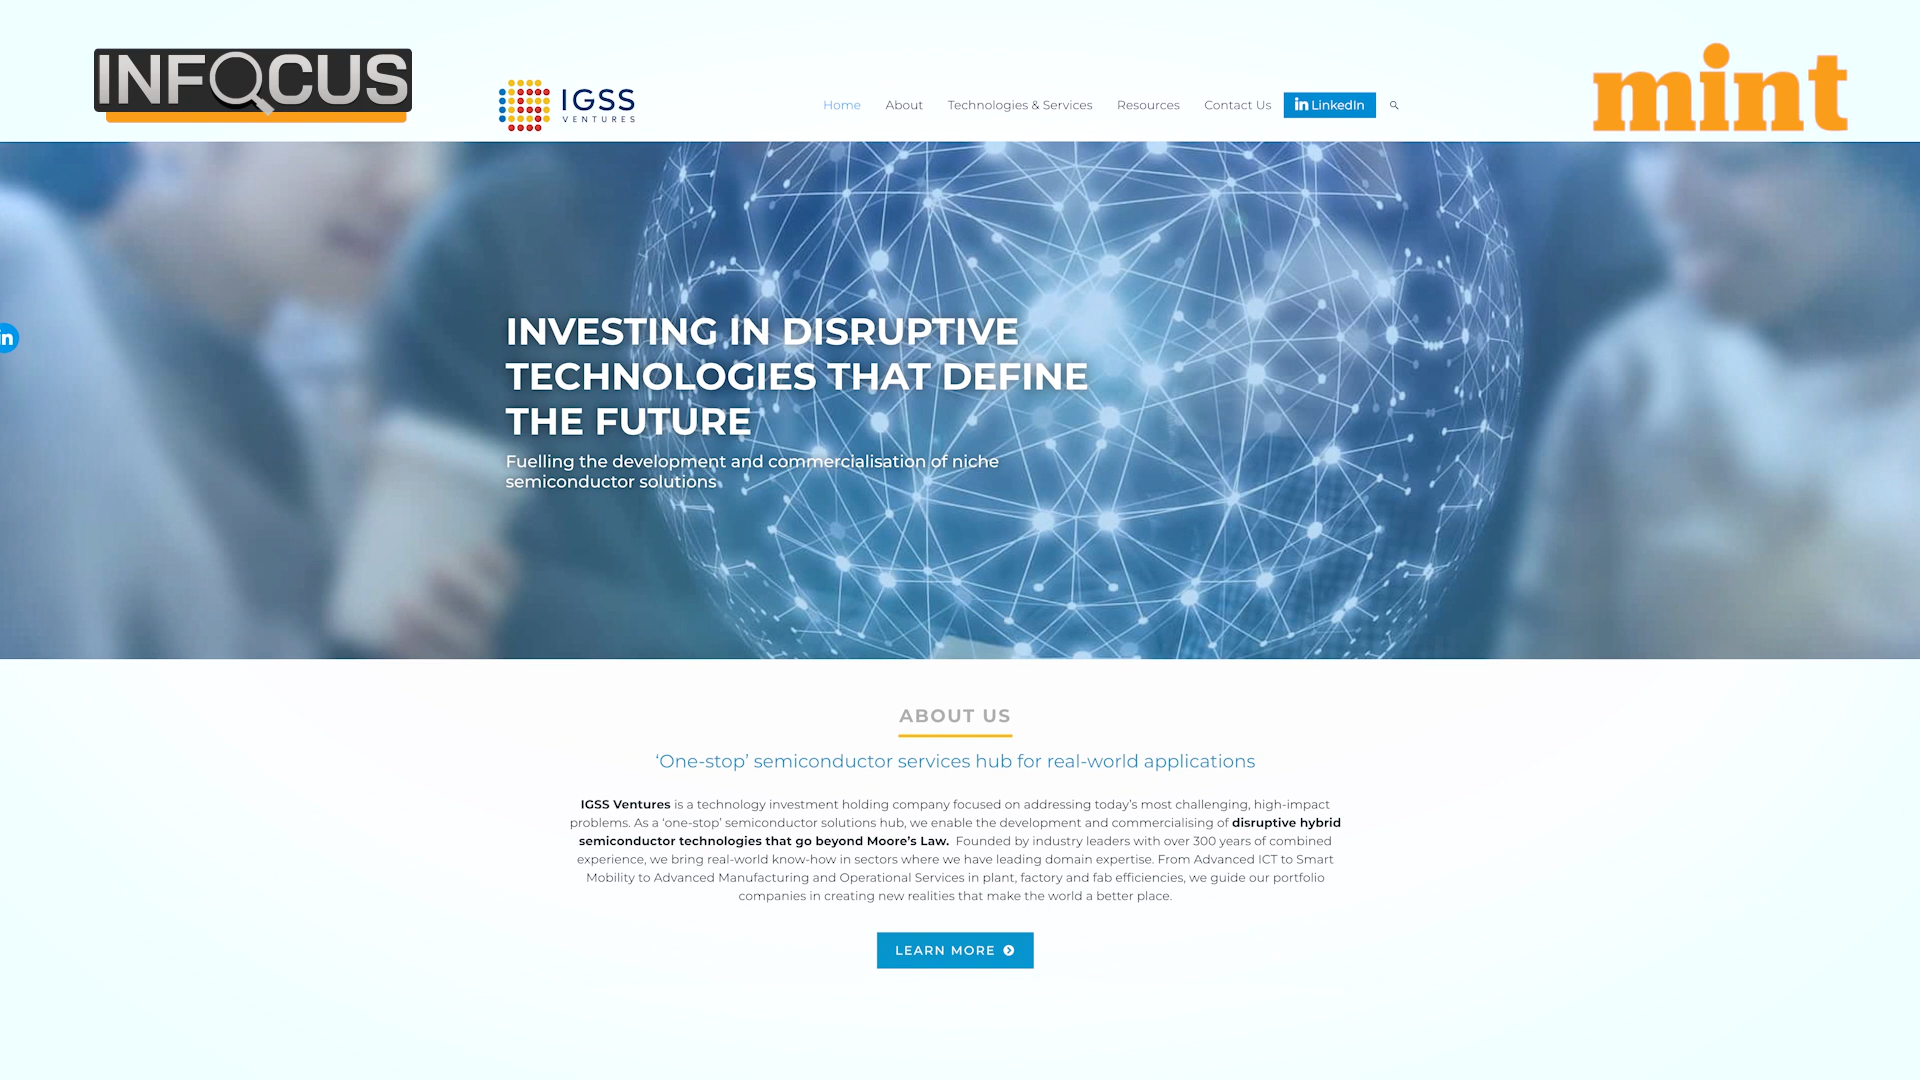 INFOCUS
IGSS
VENTURES
Home About Technologies & Services Resources Contact Us in LinkedIn
mint
in
INVESTING IN DISRUPTIVE
TECHNOLOGIES THAT DEFINE
THE FUTURE
Fuelling the development and commercialisation of niche
semiconductor solutions
ABOUT US
‘One-stop’ semiconductor services hub for real-world applications
IGSS Ventures is a technology investment holding company focused on addressing today’s most challenging, high-impact
problems. As a ‘one-stop’ semiconductor solutions hub, we enable the development and commercialising of disruptive hybrid
semiconductor technologies that go beyond Moore’s Law. Founded by industry leaders with over 300 years of combined
experience, we bring real-world know-how in sectors where we have leading domain expertise. From Advanced ICT to Smart
Mobility to Advanced Manufacturing and Operational Services in plant, factory and fab efficiencies, we guide our portfolio
companies in creating new realities that make the world a better place.
LEARN MORE